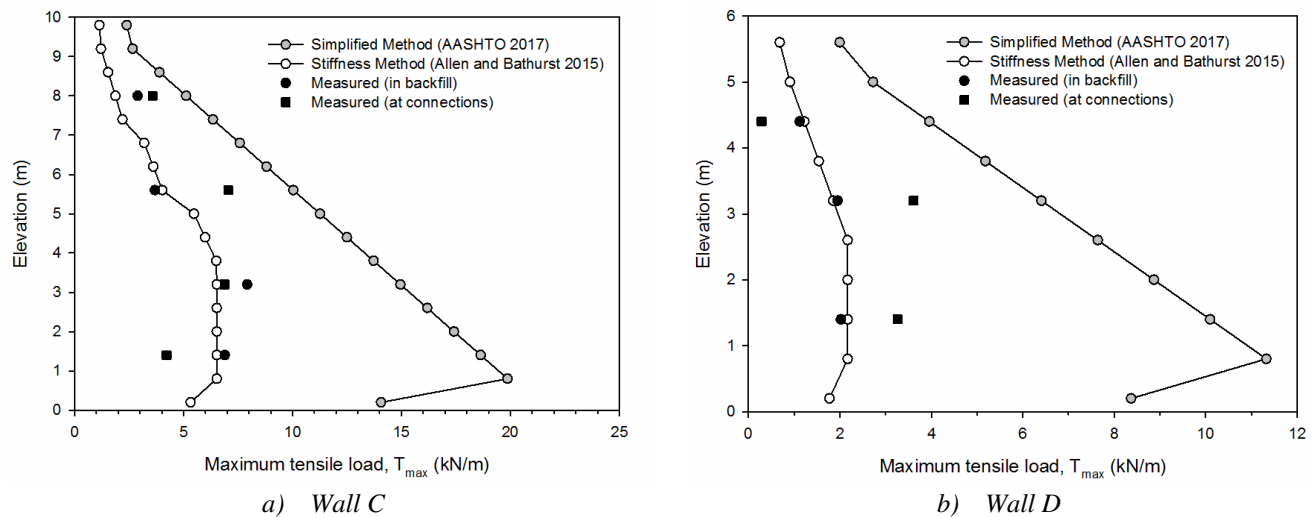 10
9
8
7
6
5
4
3
2
1
0
Elevation (m)
Simplified Method (AASHTO 2017)
Stiffness Method (Allen and Bathurst 2015)
Measured (in backfill)
Measured (at connections)
0 5 10 15 20 25
Maximum tensile load, Tmax (kN/m)
a) Wall C
6
5
4
3
2
1
0
Elevation (m)
Simplified Method (AASHTO 2017)
Stiffness Method (Allen and Bathurst 2015)
Measured (in backfill)
Measured (at connections)
0 2 4 6 8 10 12
Maximum tensile load, Tmax (kN/m)
b) Wall D